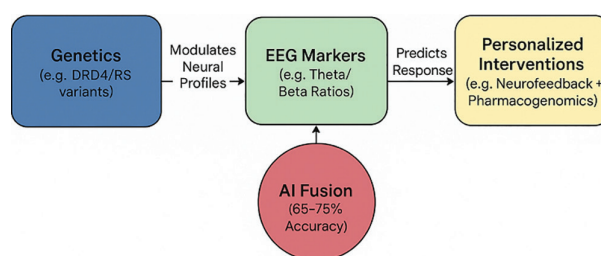 Genetics
(e.g. DRD4/RS
variants)
Modulates
Neural
Profiles
EEG Markers
(e.g. Theta/
Beta Ratios)
Predicts
Response
Personalized
Interventions
(e.g. Neurofeedback +
Pharmacogenomics)
AI Fusion
(65–75%
Accuracy)